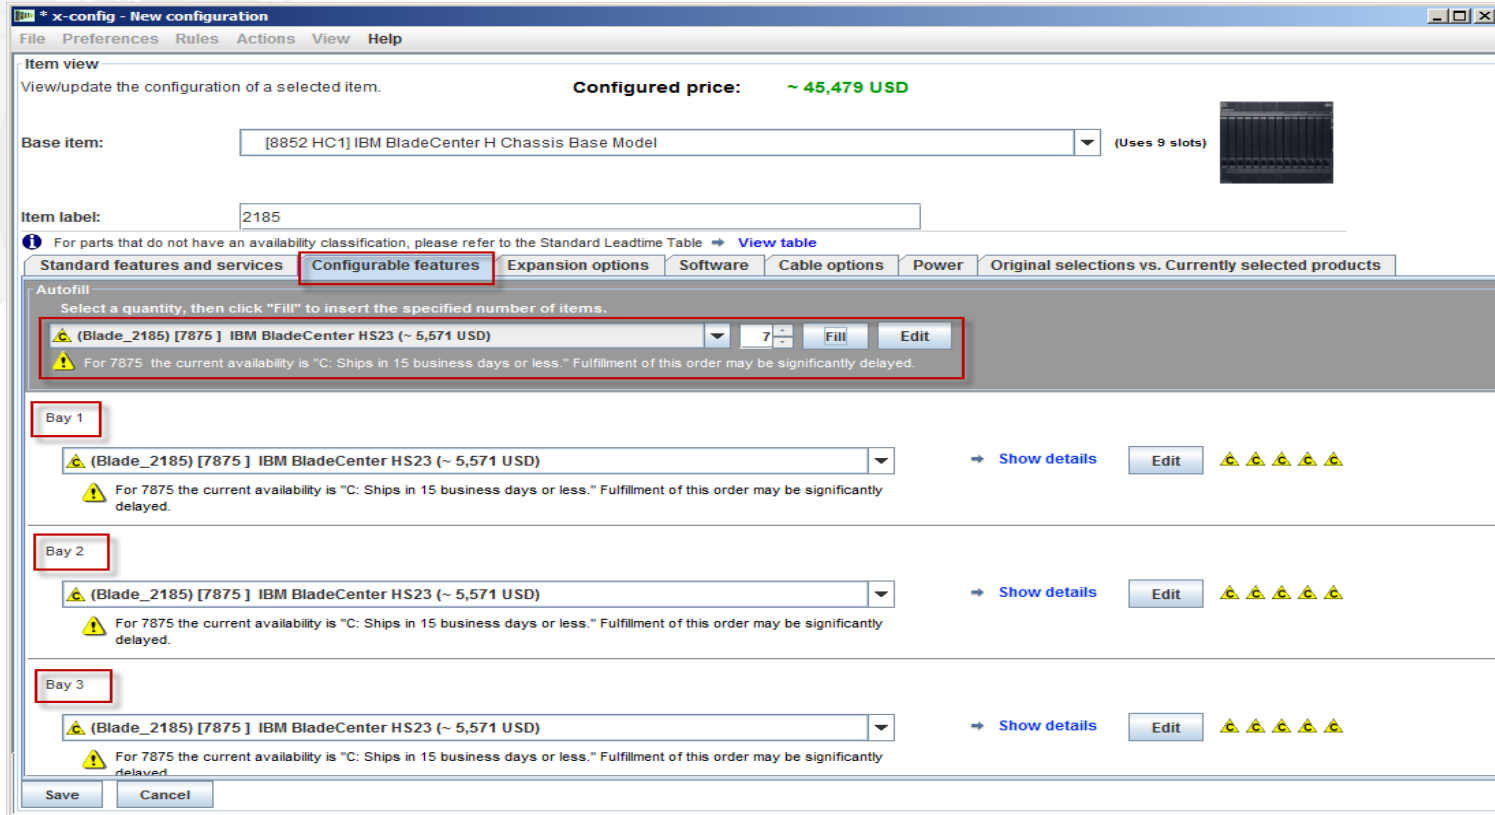 * x-config - New configuration
File Preferences Rules Actions View Help
Item view
View/update the configuration of a selected item. Configured price: ~ 45,479 USD
Base item: [8852 HC1] IBM BladeCenter H Chassis Base Model (Uses 9 slots)
Item label: 2185
For parts that do not have an availability classification, please refer to the Standard Leadtime Table View table
Standard features and services Configurable features Expansion options Software Cable options Power Original selections vs. Currently selected products
Autofill
Select a quantity, then click "Fill" to insert the specified number of items.
C (Blade_2185) [7875 ] IBM BladeCenter HS23 (~ 5,571 USD) 7 Fill Edit
For 7875 the current availability is "C: Ships in 15 business days or less." Fulfillment of this order may be significantly delayed.
Bay 1
C (Blade_2185) [7875 ] IBM BladeCenter HS23 (~ 5,571 USD) Show details Edit C C C C C
For 7875 the current availability is "C: Ships in 15 business days or less." Fulfillment of this order may be significantly
delayed.
Bay 2
C (Blade_2185) [7875 ] IBM BladeCenter HS23 (~ 5,571 USD) Show details Edit C C C C C
For 7875 the current availability is "C: Ships in 15 business days or less." Fulfillment of this order may be significantly
delayed.
Bay 3
C (Blade_2185) [7875 ] IBM BladeCenter HS23 (~ 5,571 USD) Show details Edit C C C C C
For 7875 the current availability is "C: Ships in 15 business days or less." Fulfillment of this order may be significantly
delayed
Save Cancel